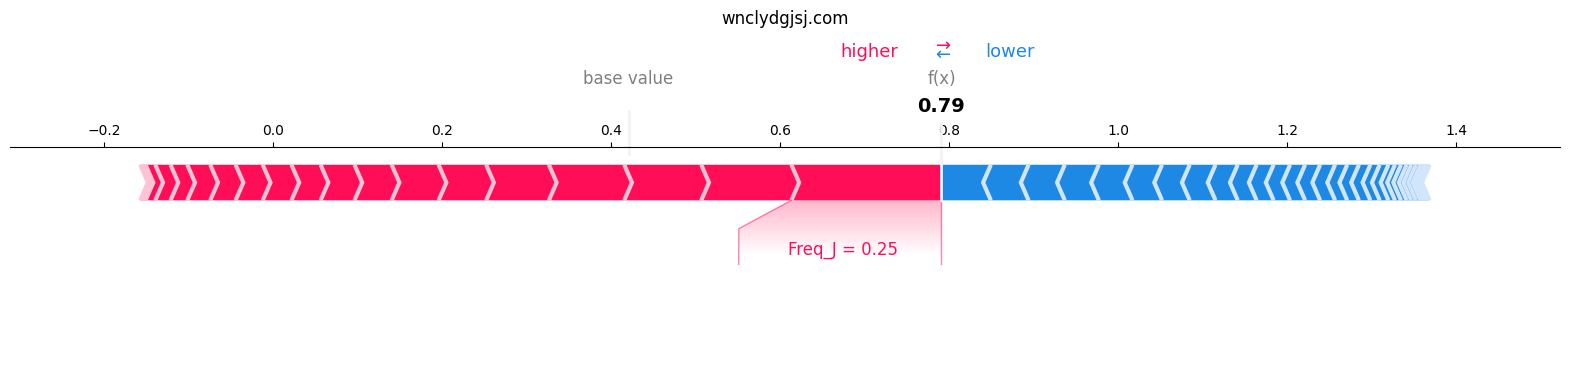 wnclydgjsj.com
higher ⇄ lower
base value f(x)
0.79
−0.2 0.0 0.2 0.4 0.6 0.8 1.0 1.2 1.4
Freq_J = 0.25